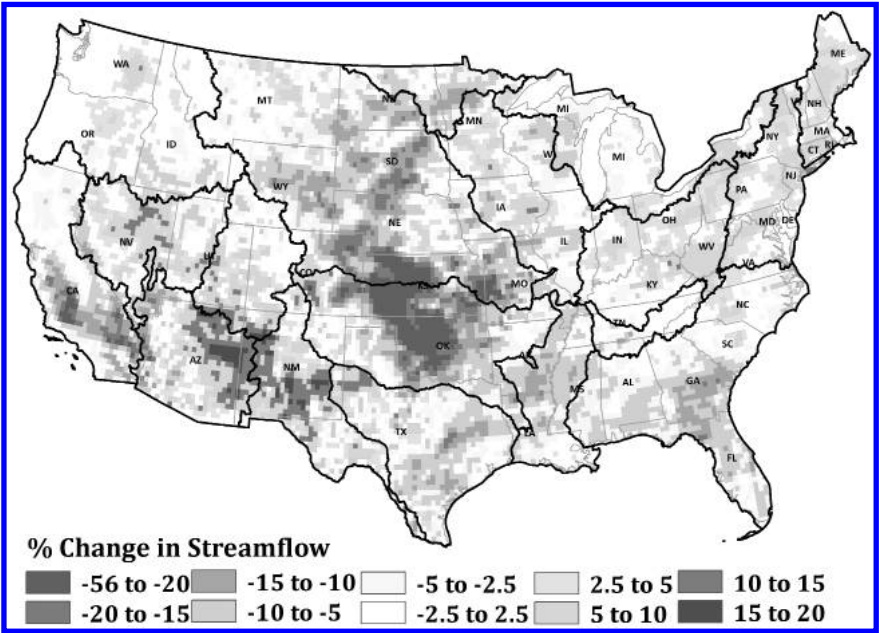 ME
WA
MT
ND
NH
MN
MI
OR
NY
MA
ID
CT
RI
SD
WI
MI
WY
NJ
PA
IA
NE
OH
MD
DE
NV
IL
IN
WV
UT
VA
CO
KS
MO
KY
CA
NC
TN
OK
SC
AZ
NM
MS
AL
GA
TX
LA
FL
% Change in Streamflow
-56 to -20 -15 to -10 -5 to -2.5 2.5 to 5 10 to 15
-20 to -15 -10 to -5 -2.5 to 2.5 5 to 10 15 to 20